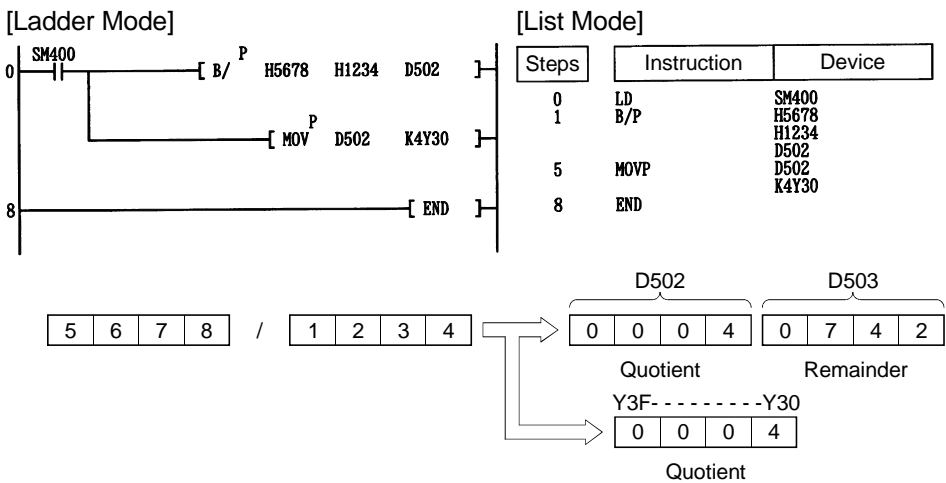 [Ladder Mode]
SM400
0
P
B/ H5678 H1234 D502
P
MOV D502 K4Y30
8
END
[List Mode]
Steps Instruction Device
0 LD SM400
1 B/P H5678
H1234
D502
5 MOVP D502
K4Y30
8 END
D502 D503
5 6 7 8 / 1 2 3 4 0 0 0 4 0 7 4 2
Quotient Remainder
Y3F- - - - - - - - -Y30
0 0 0 4
Quotient